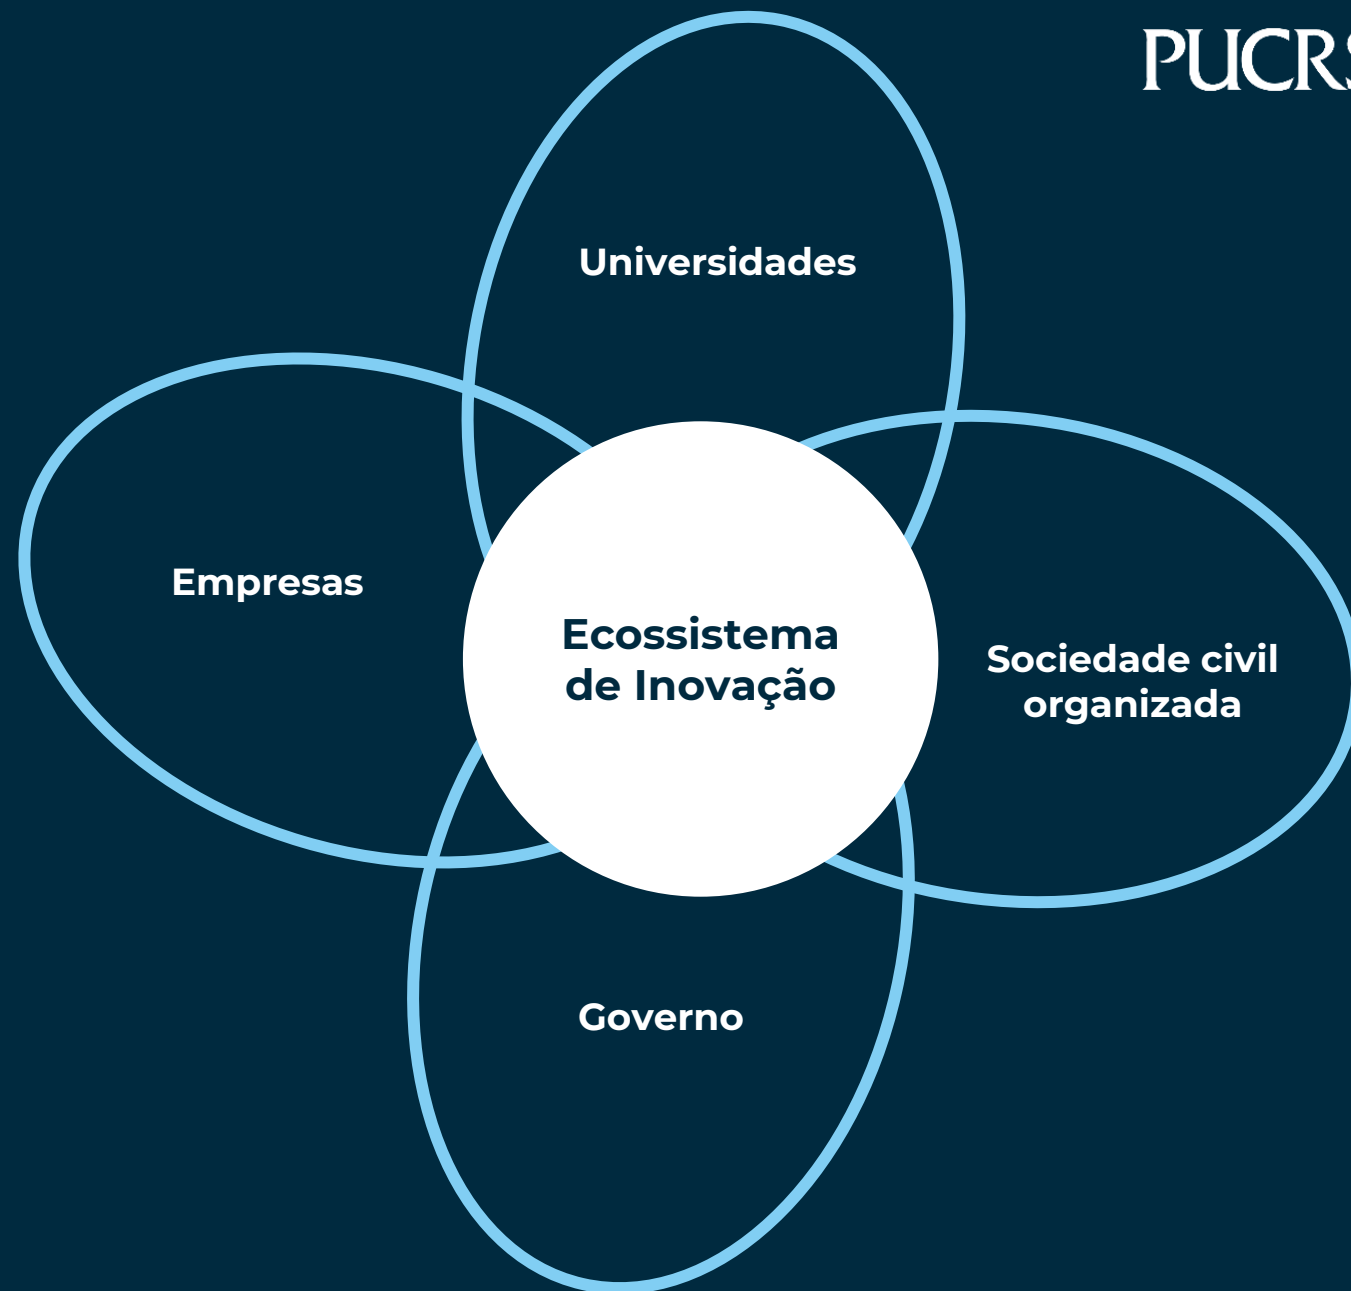 PUCRS
Universidades
Empresas
Ecossistema
de Inovação
Sociedade civil
organizada
Governo